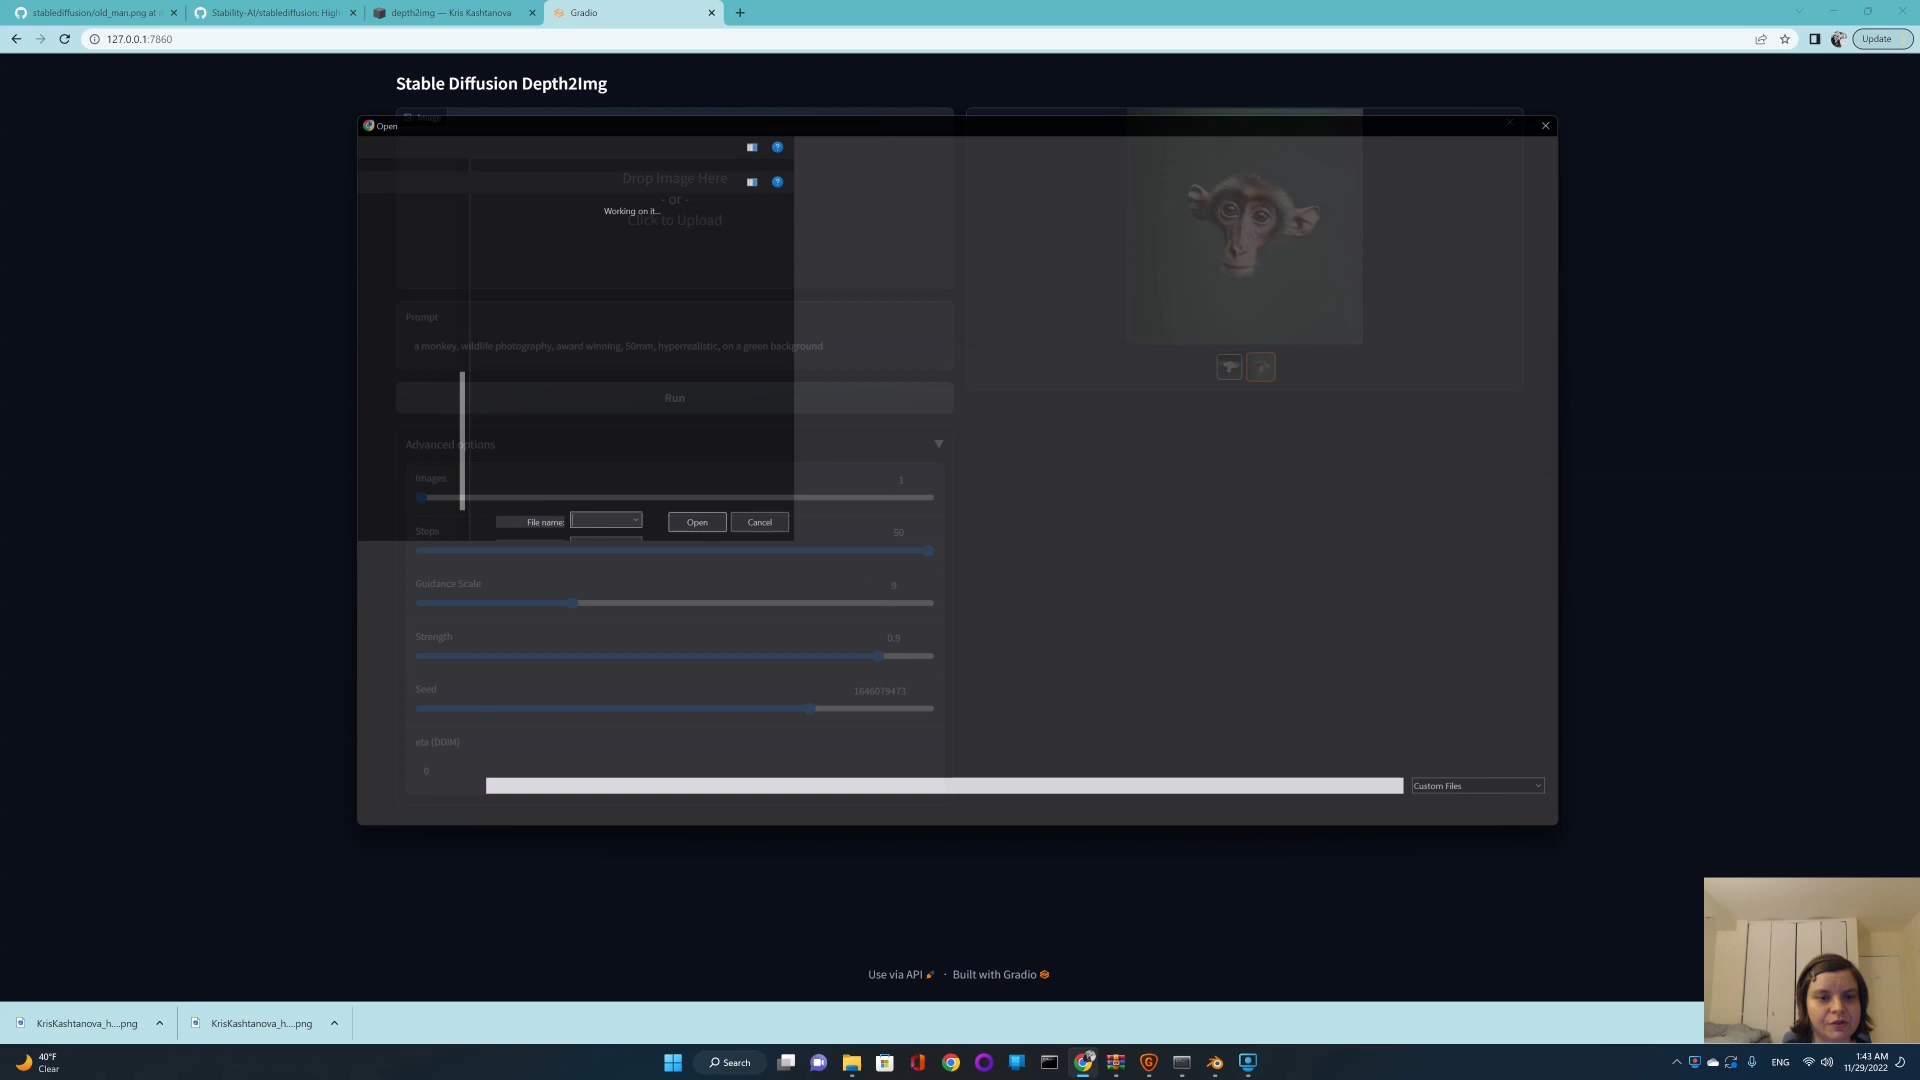 stablediffusion/old_man.png at m
Stability-AI/stablediffusion: High
depth2img — Kris Kashtanova
Gradio
127.0.0.1:7860
Update
Stable Diffusion Depth2Img
Image
Open
Drop Image Here
- or -
Working on it...
Click to Upload
Prompt
a monkey, wildlife photography, award winning, 50mm, hyperrealistic, on a green background
Run
Advanced options
Images
1
File name:
Open
Cancel
Steps
50
Guidance Scale
9
Strength
0.9
Seed
1646079473
eta (DDIM)
0
Custom Files
Use via API · Built with Gradio
KrisKashtanova_h....png
KrisKashtanova_h....png
40°F
Clear
Search
ENG
1:43 AM
11/29/2022